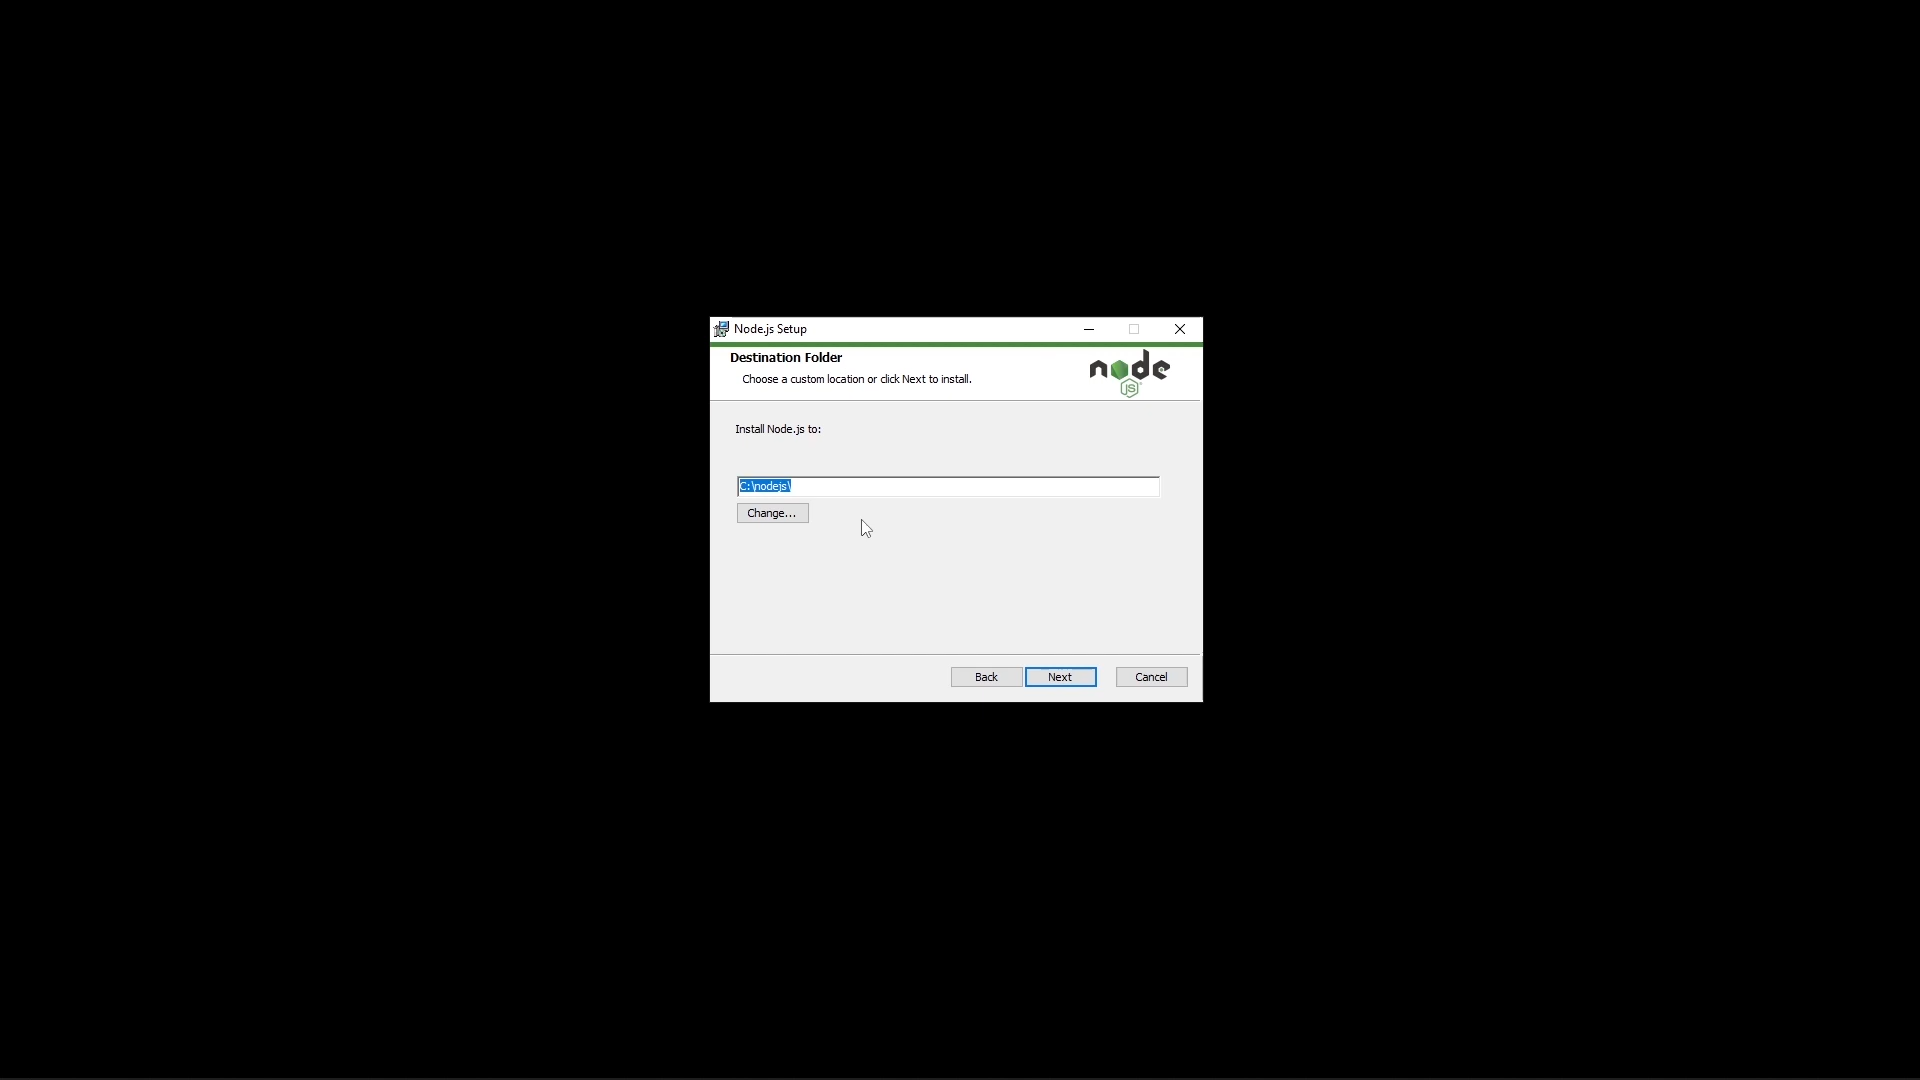 Node.js Setup
Destination Folder
Choose a custom location or click Next to install.
node
JS
Install Node.js to:
C:\nodejs\
Change...
Back
Next
Cancel